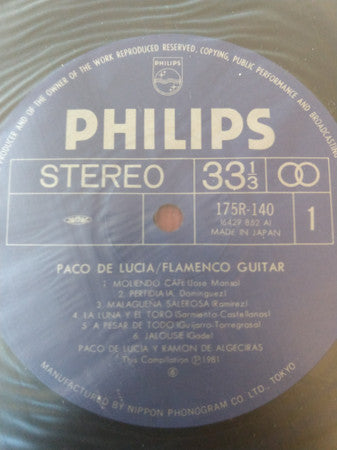 PRODUCER AND OF THE OWNER OF THE WORK REPRODUCED RESERVED. COPYING, PUBLIC PERFORMANCE AND BROADCASTING
PHILIPS
PHILIPS
STEREO
33 1/3
175R-140
(6429 862 A)
MADE IN JAPAN
1
PACO DE LUCIA/FLAMENCO GUITAR
1. MOLIENDO CAFE (Jose Manso)
2. PERFIDIA (A. Dominguez)
3. MALAGUEÑA SALEROSA (Ramirez)
4. LA LUNA Y EL TORO (Sarmiento-Castellanos)
5. A PESAR DE TODO (Guijarro-Torregrosa)
6. JALOUSIE (Gade)
PACO DE LUCIA Y RAMON DE ALGECIRAS
This Compilation ℗ 1981
MANUFACTURED BY NIPPON PHONOGRAM CO. LTD., TOKYO